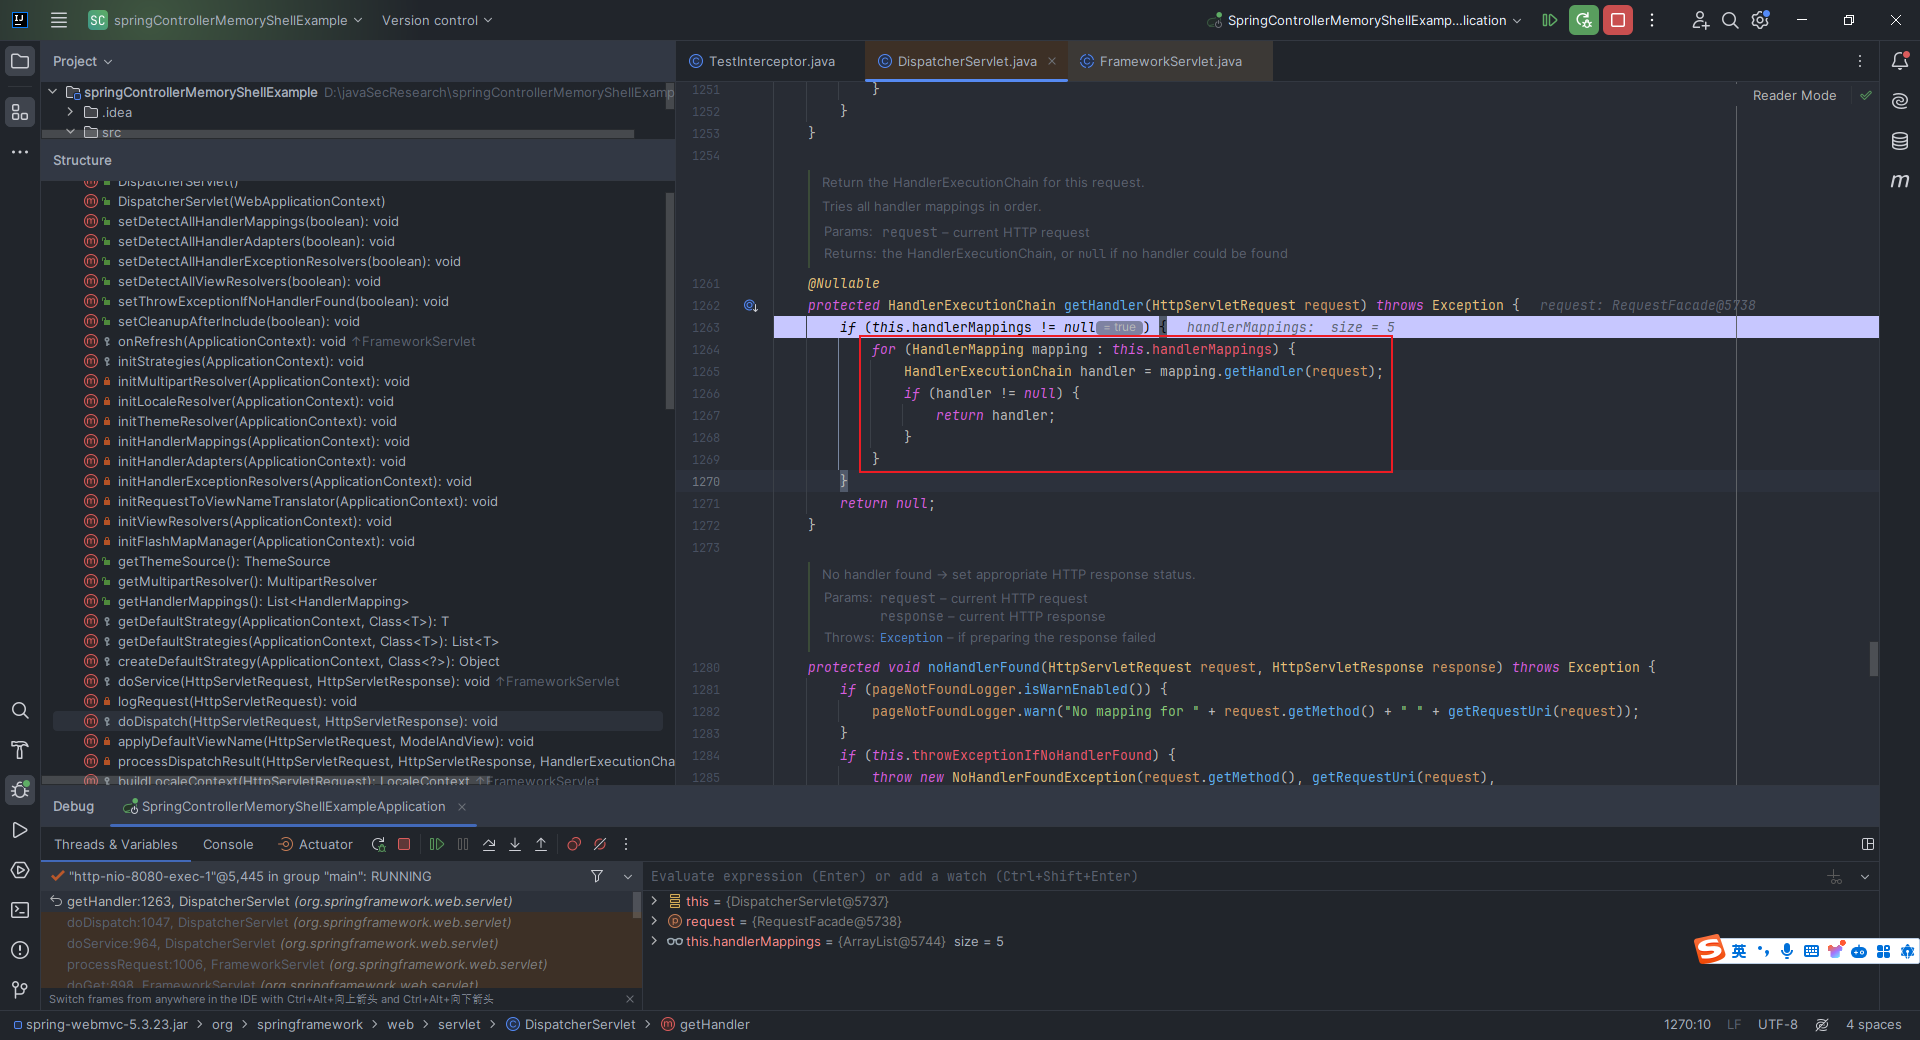 SC springControllerMemoryShellExample Version control SpringControllerMemoryShellExamp...lication
Project
TestInterceptor.java DispatcherServlet.java FrameworkServlet.java
springControllerMemoryShellExample D:\javaSecResearch\springControllerMemoryShellExamp
.idea
src
Structure
DispatcherServlet()
DispatcherServlet(WebApplicationContext)
setDetectAllHandlerMappings(boolean): void
setDetectAllHandlerAdapters(boolean): void
setDetectAllHandlerExceptionResolvers(boolean): void
setDetectAllViewResolvers(boolean): void
setThrowExceptionIfNoHandlerFound(boolean): void
setCleanupAfterInclude(boolean): void
onRefresh(ApplicationContext): void ↑FrameworkServlet
initStrategies(ApplicationContext): void
initMultipartResolver(ApplicationContext): void
initLocaleResolver(ApplicationContext): void
initThemeResolver(ApplicationContext): void
initHandlerMappings(ApplicationContext): void
initHandlerAdapters(ApplicationContext): void
initHandlerExceptionResolvers(ApplicationContext): void
initRequestToViewNameTranslator(ApplicationContext): void
initViewResolvers(ApplicationContext): void
initFlashMapManager(ApplicationContext): void
getThemeSource(): ThemeSource
getMultipartResolver(): MultipartResolver
getHandlerMappings(): List<HandlerMapping>
getDefaultStrategy(ApplicationContext, Class<T>): T
getDefaultStrategies(ApplicationContext, Class<T>): List<T>
createDefaultStrategy(ApplicationContext, Class<?>): Object
doService(HttpServletRequest, HttpServletResponse): void ↑FrameworkServlet
logRequest(HttpServletRequest): void
doDispatch(HttpServletRequest, HttpServletResponse): void
applyDefaultViewName(HttpServletRequest, ModelAndView): void
processDispatchResult(HttpServletRequest, HttpServletResponse, HandlerExecutionCha
buildLocaleContext(HttpServletRequest): LocaleContext ↑FrameworkServlet
Reader Mode
1251 }
1252 }
1253 }
1254
Return the HandlerExecutionChain for this request.
Tries all handler mappings in order.
Params: request – current HTTP request
Returns: the HandlerExecutionChain, or null if no handler could be found
1261 @Nullable
1262 protected HandlerExecutionChain getHandler(HttpServletRequest request) throws Exception { request: RequestFacade@5738
1263 if (this.handlerMappings != null = true ) { handlerMappings: size = 5
1264 for (HandlerMapping mapping : this.handlerMappings) {
1265 HandlerExecutionChain handler = mapping.getHandler(request);
1266 if (handler != null) {
1267 return handler;
1268 }
1269 }
1270 }
1271 return null;
1272 }
1273
No handler found → set appropriate HTTP response status.
Params: request – current HTTP request
response – current HTTP response
Throws: Exception – if preparing the response failed
1280 protected void noHandlerFound(HttpServletRequest request, HttpServletResponse response) throws Exception {
1281 if (pageNotFoundLogger.isWarnEnabled()) {
1282 pageNotFoundLogger.warn("No mapping for " + request.getMethod() + " " + getRequestUri(request));
1283 }
1284 if (this.throwExceptionIfNoHandlerFound) {
1285 throw new NoHandlerFoundException(request.getMethod(), getRequestUri(request),
Debug SpringControllerMemoryShellExampleApplication
Threads & Variables Console Actuator
"http-nio-8080-exec-1"@5,445 in group "main": RUNNING
getHandler:1263, DispatcherServlet (org.springframework.web.servlet)
doDispatch:1047, DispatcherServlet (org.springframework.web.servlet)
doService:964, DispatcherServlet (org.springframework.web.servlet)
processRequest:1006, FrameworkServlet (org.springframework.web.servlet)
doGet:898, FrameworkServlet (org.springframework.web.servlet)
Switch frames from anywhere in the IDE with Ctrl+Alt+向上箭头 and Ctrl+Alt+向下箭头
Evaluate expression (Enter) or add a watch (Ctrl+Shift+Enter)
this = {DispatcherServlet@5737}
request = {RequestFacade@5738}
this.handlerMappings = {ArrayList@5744} size = 5
英
spring-webmvc-5.3.23.jar > org > springframework > web > servlet > DispatcherServlet > getHandler
1270:10 LF UTF-8 4 spaces